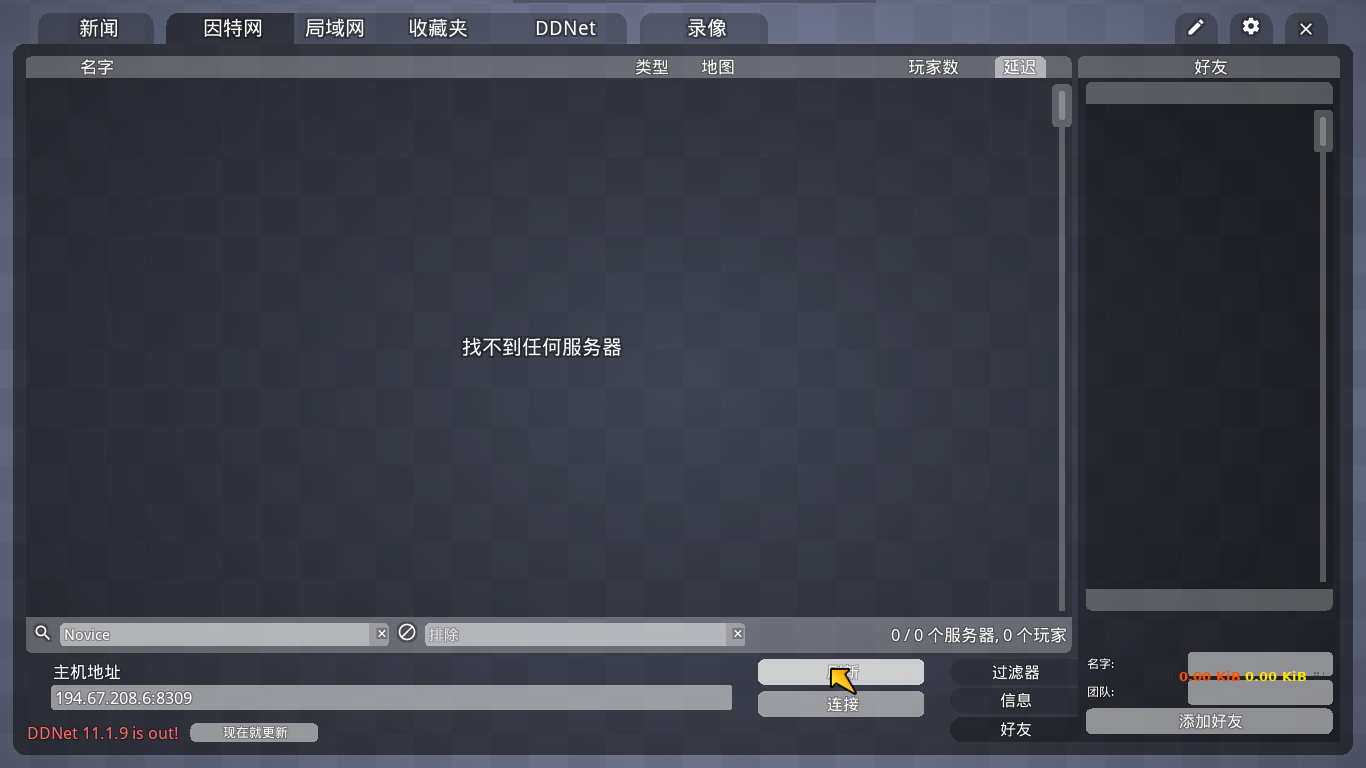 新闻 因特网 局域网 收藏夹 DDNet 录像
名字 类型 地图 玩家数 延迟 好友
找不到任何服务器
Novice 排除 0 / 0 个服务器, 0 个玩家
主机地址 过滤器 名字:
194.67.208.6:8309 连接 信息 团队:
0.00 KiB 0.00 KiB
DDNet 11.1.9 is out! 现在就更新 好友 添加好友